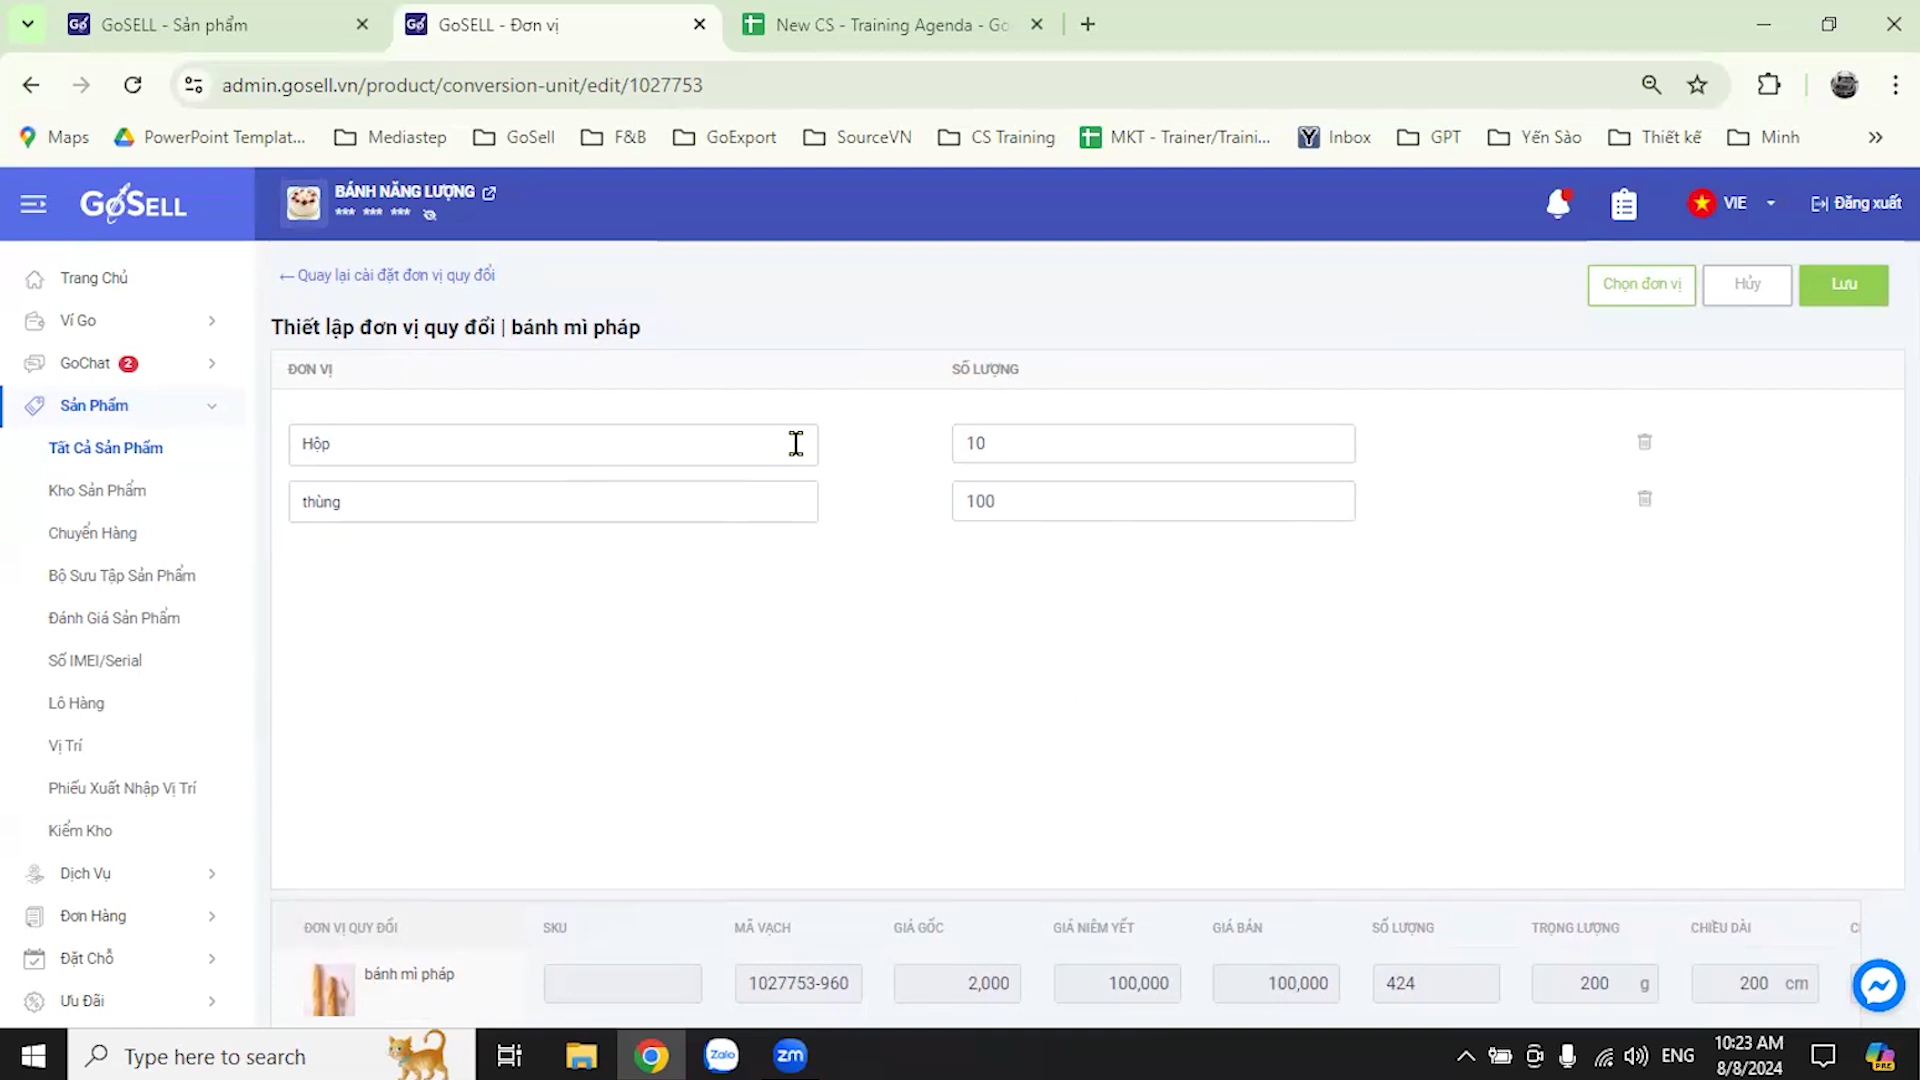 GoSELL - Sản phẩm
GoSELL - Đơn vị
New CS - Training Agenda - Go
admin.gosell.vn/product/conversion-unit/edit/1027753
Maps
PowerPoint Templat...
Mediastep
GoSell
F&B
GoExport
SourceVN
CS Training
MKT - Trainer/Traini...
Inbox
GPT
Yến Sào
Thiết kế
Minh
GoSELL
BÁNH NĂNG LƯỢNG
*** *** ***
VIE
Đăng xuất
Trang Chủ
Ví Go
GoChat 2
Sản Phẩm
Tất Cả Sản Phẩm
Kho Sản Phẩm
Chuyển Hàng
Bộ Sưu Tập Sản Phẩm
Đánh Giá Sản Phẩm
Số IMEI/Serial
Lô Hàng
Vị Trí
Phiếu Xuất Nhập Vị Trí
Kiểm Kho
Dịch Vụ
Đơn Hàng
Đặt Chỗ
Ưu Đãi
← Quay lại cài đặt đơn vị quy đổi
Chọn đơn vị
Hủy
Lưu
Thiết lập đơn vị quy đổi | bánh mì pháp
ĐƠN VỊ
SỐ LƯỢNG
Hộp
10
thùng
100
ĐƠN VỊ QUY ĐỔI
SKU
MÃ VẠCH
GIÁ GỐC
GIÁ NIÊM YẾT
GIÁ BÁN
SỐ LƯỢNG
TRỌNG LƯỢNG
CHIỀU DÀI
bánh mì pháp
1027753-960
2,000
100,000
100,000
424
200 g
200 cm
Type here to search
Zalo
zm
ENG
10:23 AM
8/8/2024
PRE